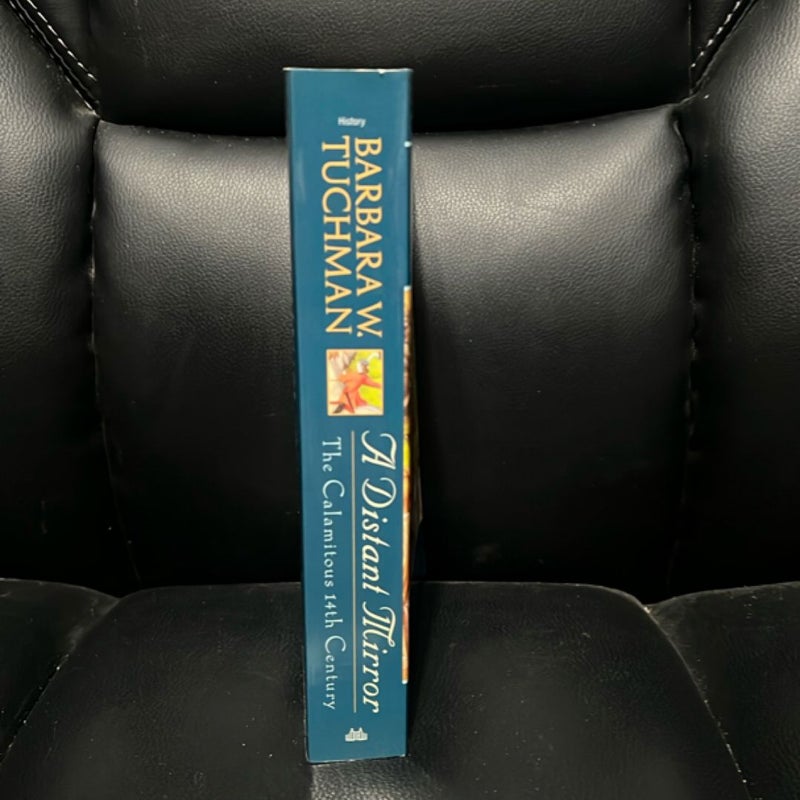 History
BARBARA W.
TUCHMAN
A Distant Mirror
The Calamitous 14th Century